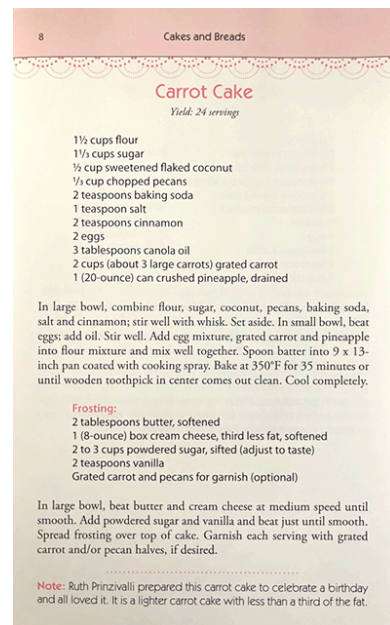 8
Cakes and Breads
Carrot Cake
Yield: 24 servings
1½ cups flour
1⅓ cups sugar
½ cup sweetened flaked coconut
⅓ cup chopped pecans
2 teaspoons baking soda
1 teaspoon salt
2 teaspoons cinnamon
2 eggs
3 tablespoons canola oil
2 cups (about 3 large carrots) grated carrot
1 (20-ounce) can crushed pineapple, drained
In large bowl, combine flour, sugar, coconut, pecans, baking soda,
salt and cinnamon; stir well with whisk. Set aside. In small bowl, beat
eggs; add oil. Stir well. Add egg mixture, grated carrot and pineapple
into flour mixture and mix well together. Spoon batter into 9 x 13-
inch pan coated with cooking spray. Bake at 350°F for 35 minutes or
until wooden toothpick in center comes out clean. Cool completely.
Frosting:
2 tablespoons butter, softened
1 (8-ounce) box cream cheese, third less fat, softened
2 to 3 cups powdered sugar, sifted (adjust to taste)
2 teaspoons vanilla
Grated carrot and pecans for garnish (optional)
In large bowl, beat butter and cream cheese at medium speed until
smooth. Add powdered sugar and vanilla and beat just until smooth.
Spread frosting over top of cake. Garnish each serving with grated
carrot and/or pecan halves, if desired.
Note: Ruth Prinzivalli prepared this carrot cake to celebrate a birthday
and all loved it. It is a lighter carrot cake with less than a third of the fat.